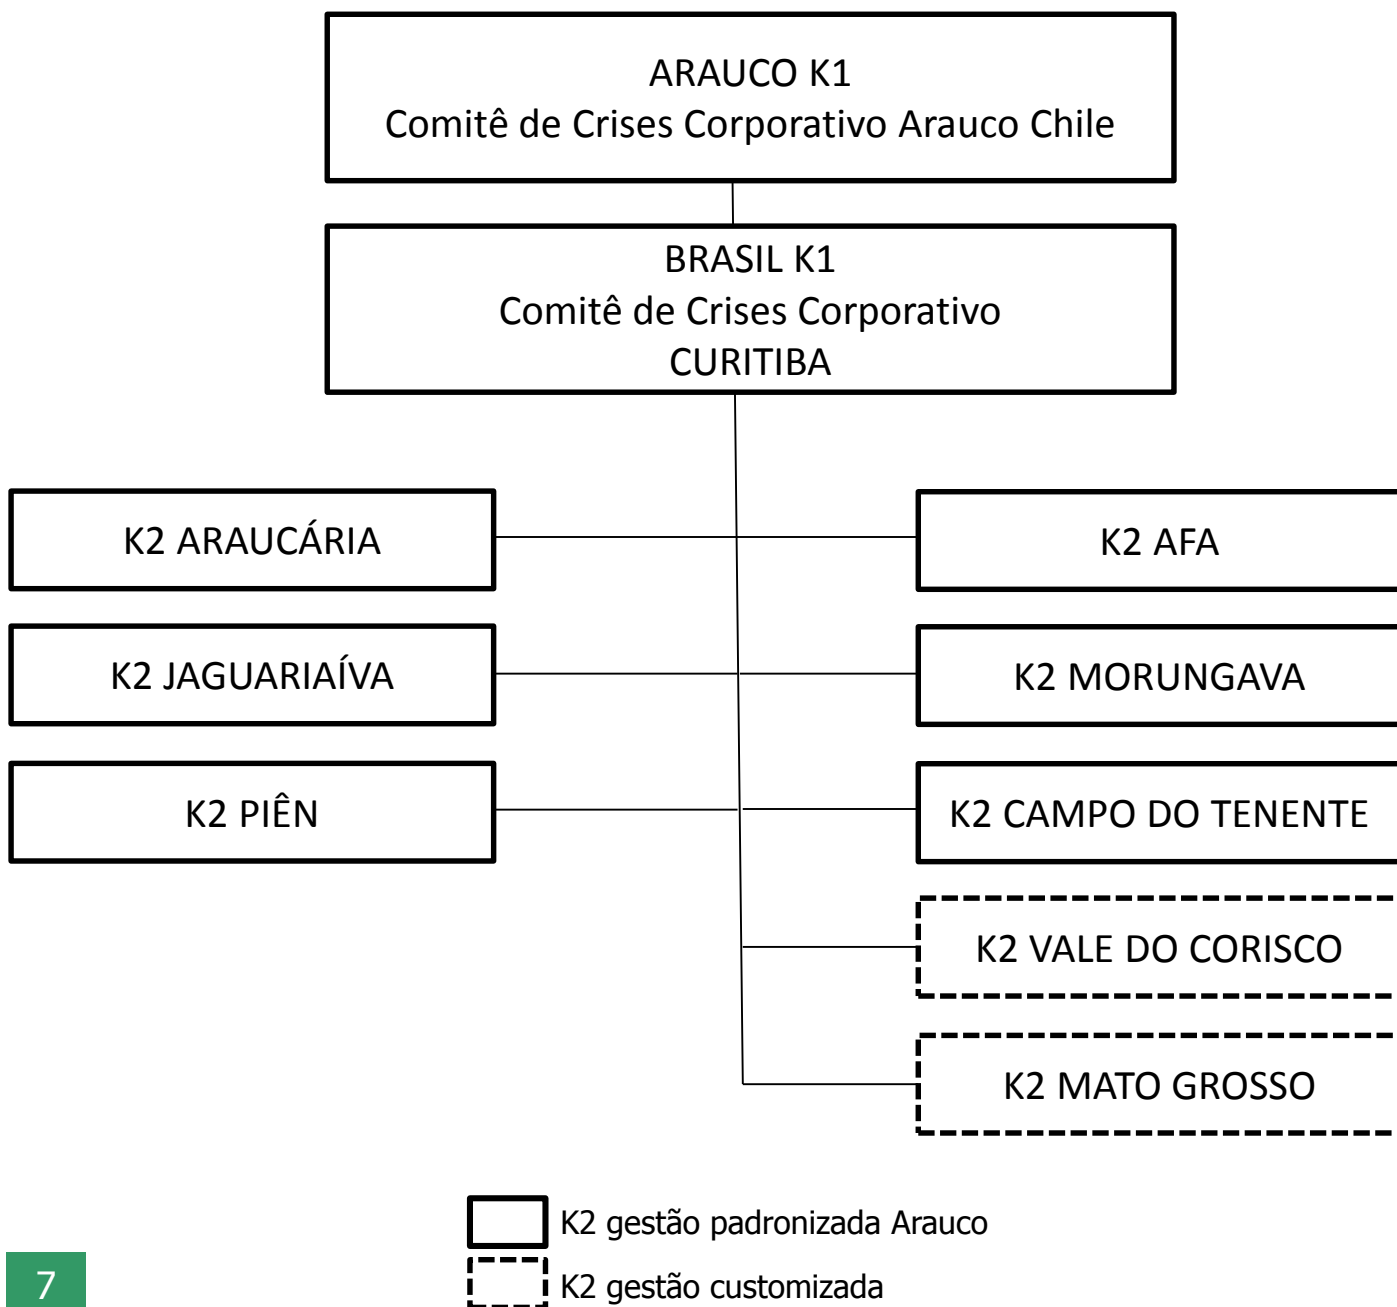 ARAUCO K1
Comitê de Crises Corporativo Arauco Chile
BRASIL K1
Comitê de Crises Corporativo
CURITIBA
K2 ARAUCÁRIA
K2 AFA
K2 JAGUARIAÍVA
K2 MORUNGAVA
K2 PIÊN
K2 CAMPO DO TENENTE
K2 VALE DO CORISCO
K2 MATO GROSSO
K2 gestão padronizada Arauco
K2 gestão customizada
7